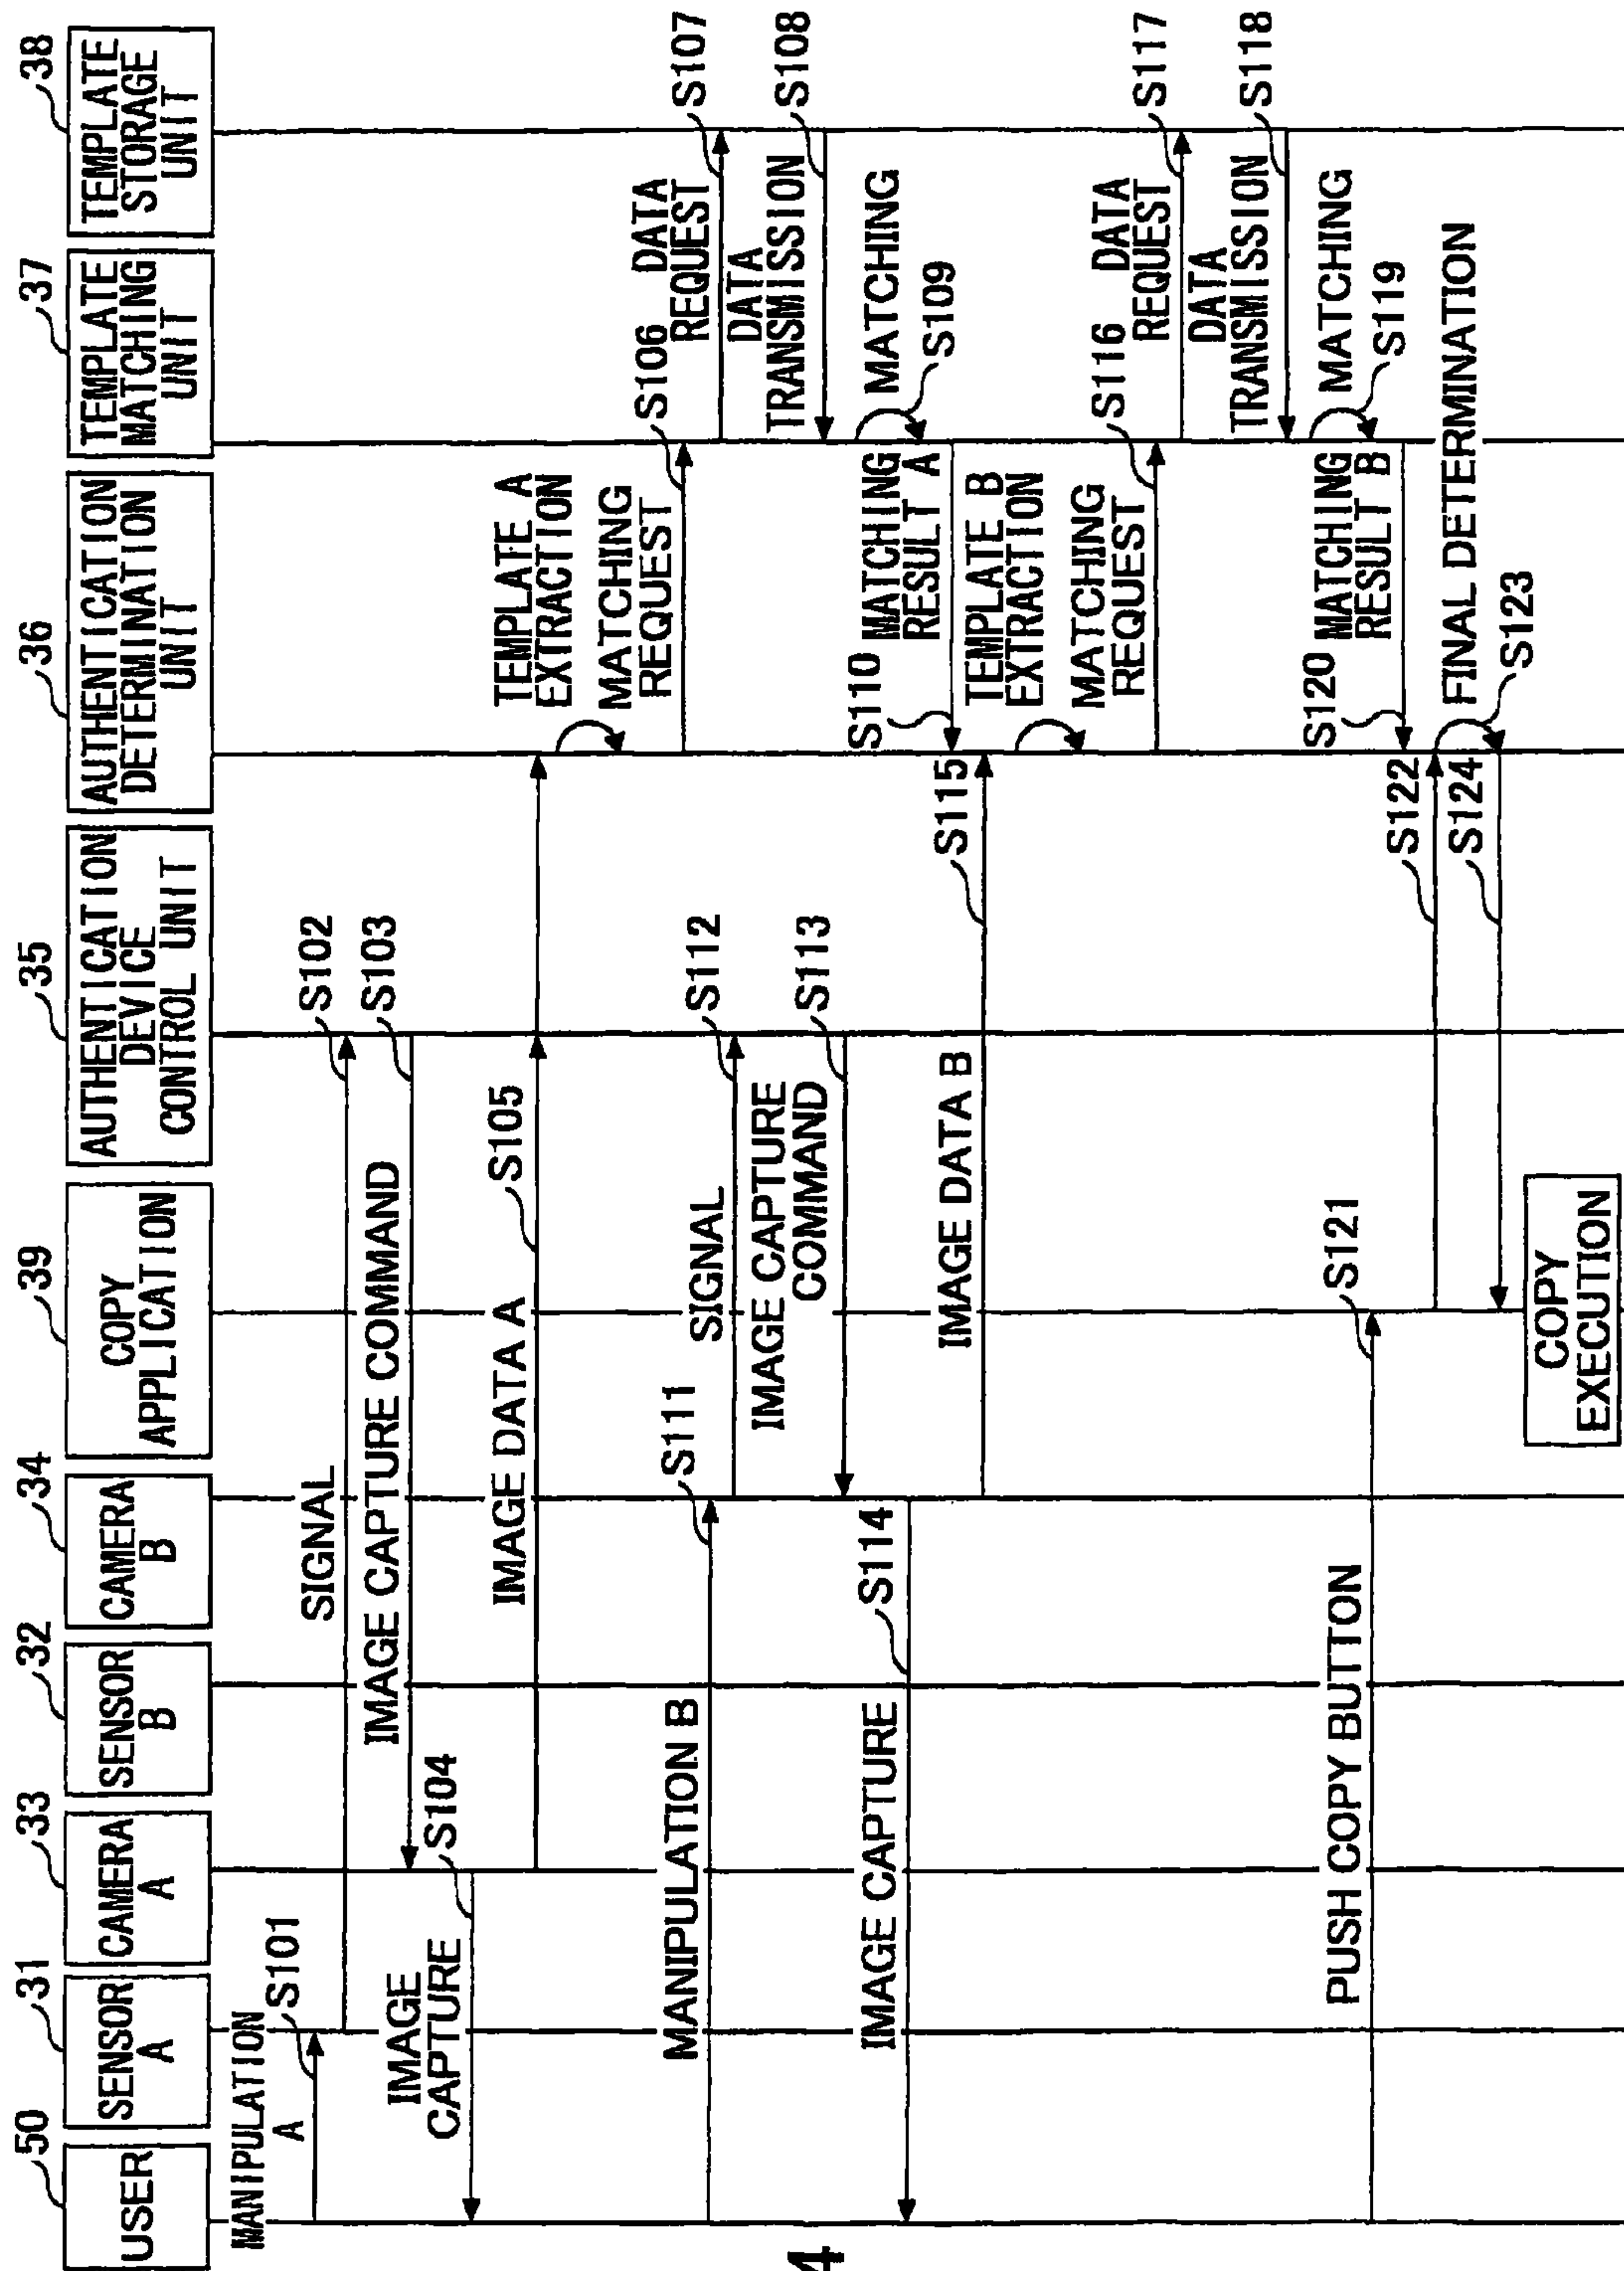 4
50
USER
31
SENSOR
A
33
CAMERA
A
32
SENSOR
B
34
CAMERA
B
39
COPY
APPLICATION
35
AUTHENTICATION
DEVICE
CONTROL UNIT
36
AUTHENTICATION
DETERMINATION
UNIT
37
TEMPLATE
MATCHING
UNIT
38
TEMPLATE
STORAGE
UNIT
MANIPULATION
A
S101
SIGNAL
S102
IMAGE CAPTURE COMMAND
S103
IMAGE
CAPTURE
S104
IMAGE DATA A
S105
TEMPLATE A
EXTRACTION
MATCHING
REQUEST
S106
DATA
REQUEST
S107
DATA
TRANSMISSION
S108
MATCHING
S109
MATCHING
RESULT A
S110
MANIPULATION B
S111
SIGNAL
S112
IMAGE CAPTURE
COMMAND
S113
IMAGE CAPTURE
S114
IMAGE DATA B
S115
TEMPLATE B
EXTRACTION
MATCHING
REQUEST
S116
DATA
REQUEST
S117
DATA
TRANSMISSION
S118
MATCHING
S119
MATCHING
RESULT B
S120
PUSH COPY BUTTON
S121
S122
FINAL DETERMINATION
S123
S124
COPY
EXECUTION